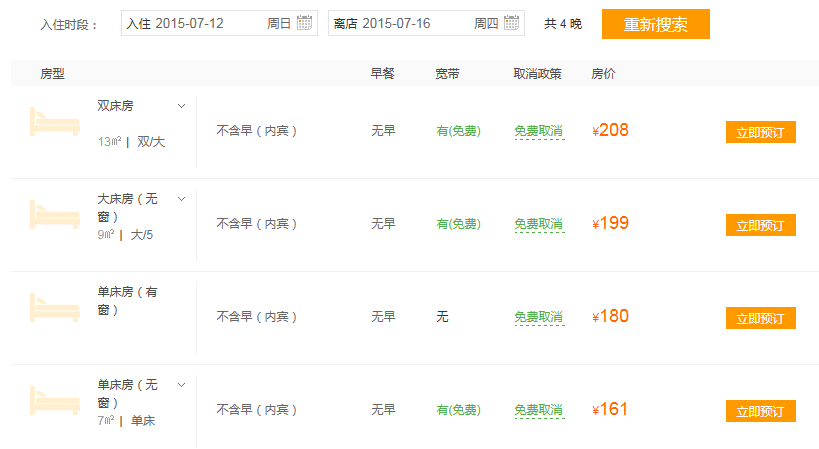 入住时段： 入住 2015-07-12 周日 离店 2015-07-16 周四 共 4 晚 重新搜索
房型 早餐 宽带 取消政策 房价
双床房
13㎡ | 双/大
不含早（内宾） 无早 有(免费) 免费取消 ¥208 立即预订
大床房（无
窗）
9㎡ | 大/5
不含早（内宾） 无早 有(免费) 免费取消 ¥199 立即预订
单床房（有
窗）
不含早（内宾） 无早 无 免费取消 ¥180 立即预订
单床房（无
窗）
7㎡ | 单床
不含早（内宾） 无早 有(免费) 免费取消 ¥161 立即预订